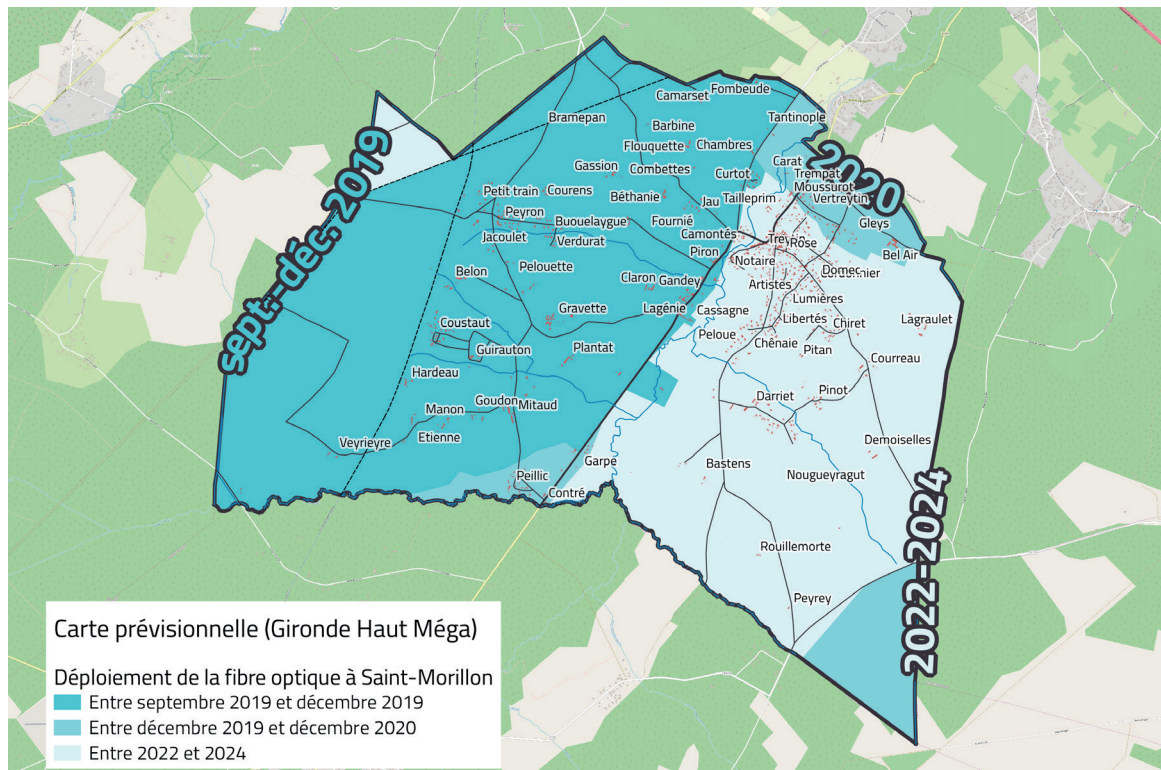 Camarset
Fombeude
Bramepan
Tantinople
Barbine
Flouquette
Chambres
Gassion
Combettes
Carat
Curtot
Trempat
Moussurot
2020
sept.-déc. 2019
Petit train
Courens
Béthanie
Jau
Tailleprim
Vertreytin
Peyron
Buouelaygue
Fournié
Gleys
Jacoulet
Verdurat
Camontés
Rose
Piron
Notaire
Bel Air
Belon
Pelouette
Domec
Claron
Gandey
Artistes
Lumières
Gravette
Lagénie
Cassagne
Libertés
Chiret
Lagraulet
Coustaut
Peloue
Chênaie
Pitan
Guirauton
Plantat
Courreau
Hardeau
Pinot
Darriet
Manon
Goudon
Mitaud
Etienne
Veyrieyre
Demoiselles
Garpe
Bastens
Peillic
Nougueyragut
Contré
Rouillemorte
Peyrey
2022-2024
Carte prévisionnelle (Gironde Haut Méga)
Déploiement de la fibre optique à Saint-Morillon
Entre septembre 2019 et décembre 2019
Entre décembre 2019 et décembre 2020
Entre 2022 et 2024